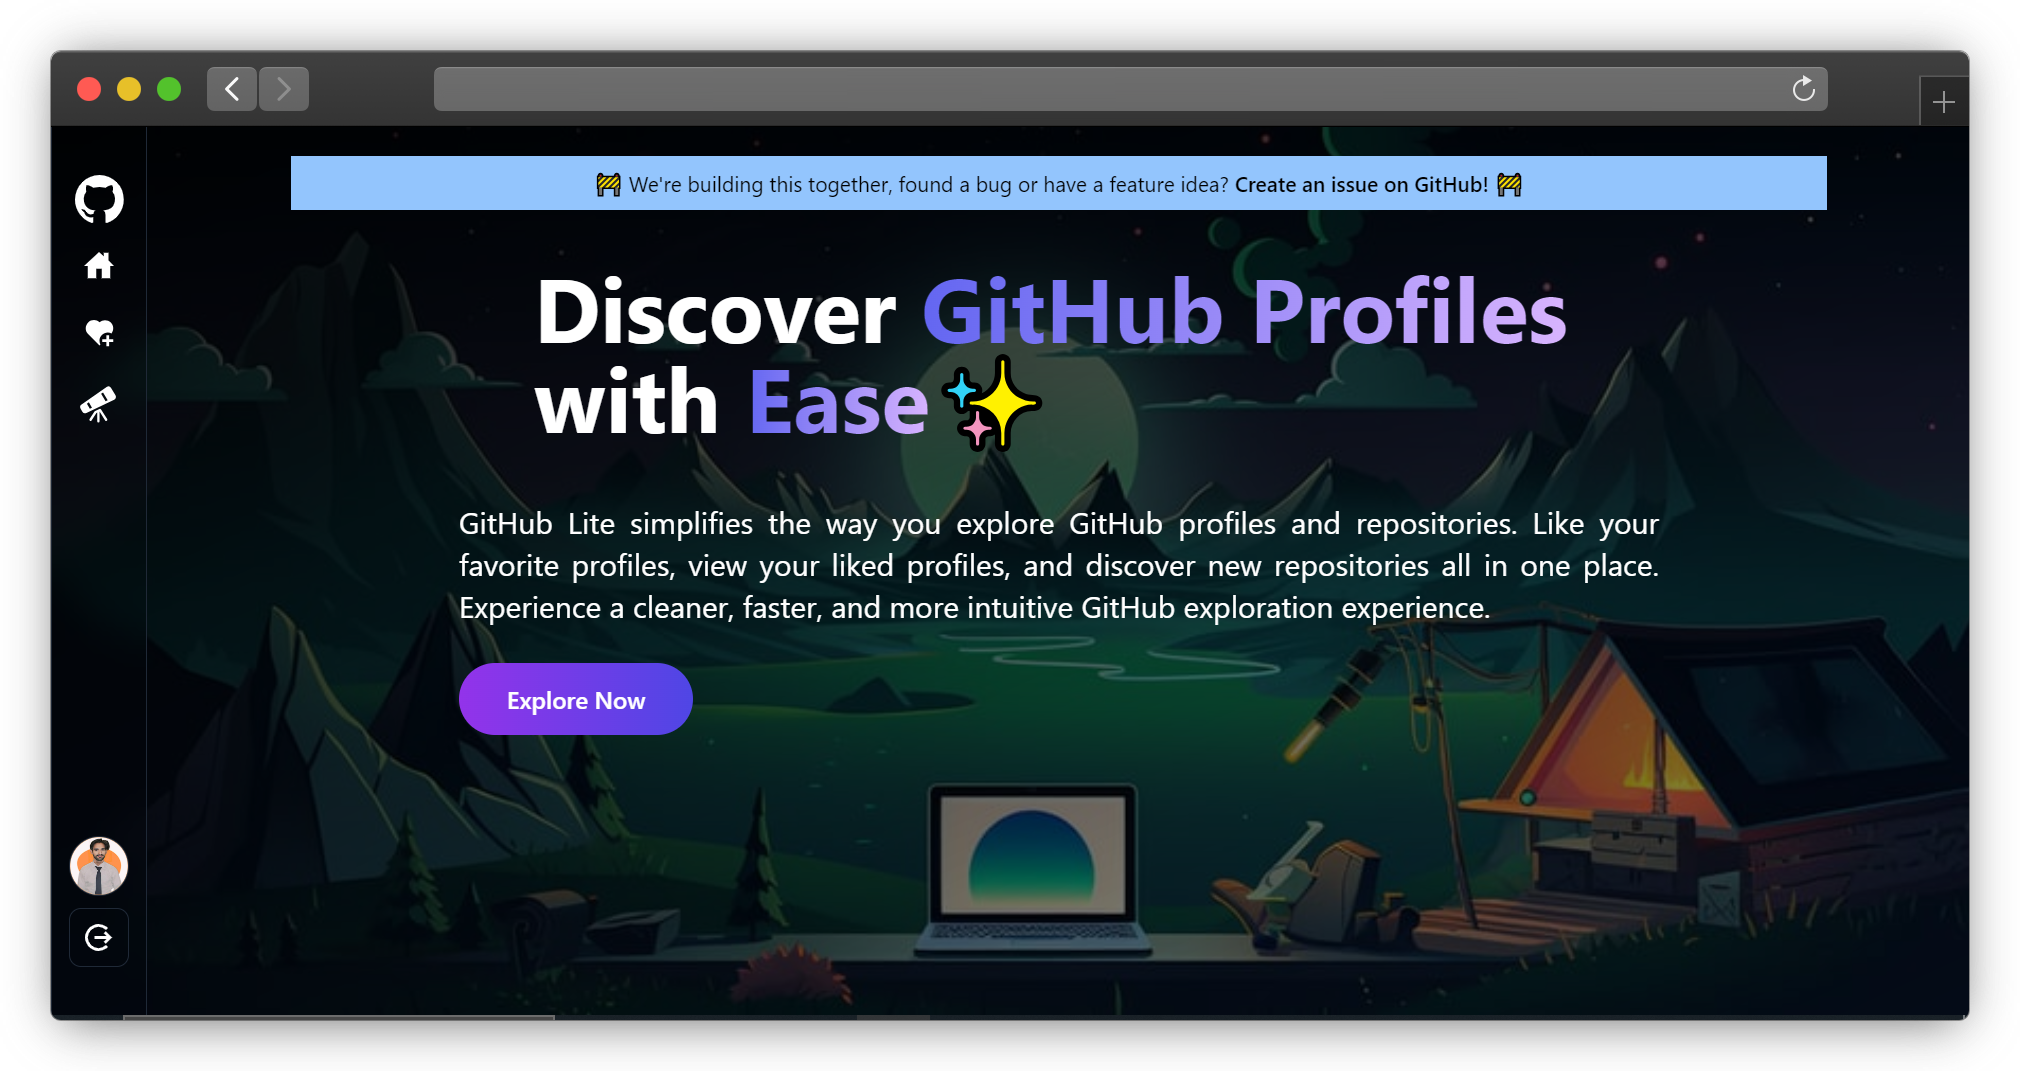 🚧 We're building this together, found a bug or have a feature idea? Create an issue on GitHub! 🚧
Discover GitHub Profiles
with Ease✨
GitHub Lite simplifies the way you explore GitHub profiles and repositories. Like your
favorite profiles, view your liked profiles, and discover new repositories all in one place.
Experience a cleaner, faster, and more intuitive GitHub exploration experience.
Explore Now